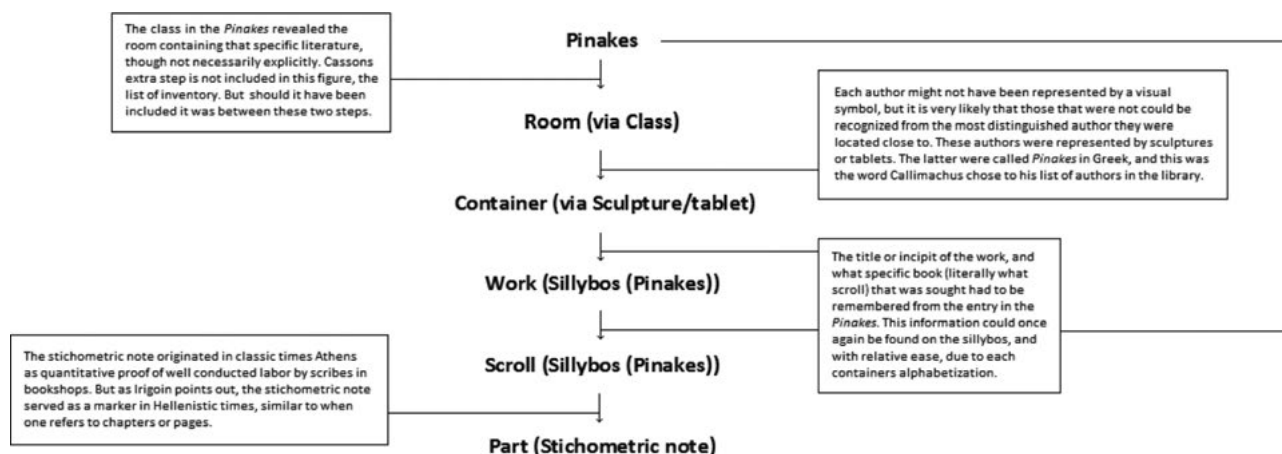 The class in the Pinakes revealed the
room containing that specific literature,
though not necessarily explicitly. Cassons
extra step is not included in this figure, the
list of inventory. But should it have been
included it was between these two steps.
Pinakes
Room (via Class)
Each author might not have been represented by a visual
symbol, but it is very likely that those that were not could be
recognized from the most distinguished author they were
located close to. These authors were represented by sculptures
or tablets. The latter were called Pinakes in Greek, and this was
the word Callimachus chose to his list of authors in the library.
Container (via Sculpture/tablet)
Work (Sillybos (Pinakes))
The title or incipit of the work, and
what specific book (literally what
scroll) that was sought had to be
remembered from the entry in the
Pinakes. This information could once
again be found on the sillybos, and
with relative ease, due to each
containers alphabetization.
Scroll (Sillybos (Pinakes))
The stichometric note originated in classic times Athens
as quantitative proof of well conducted labor by scribes in
bookshops. But as Irigoin points out, the stichometric note
served as a marker in Hellenistic times, similar to when
one refers to chapters or pages.
Part (Stichometric note)